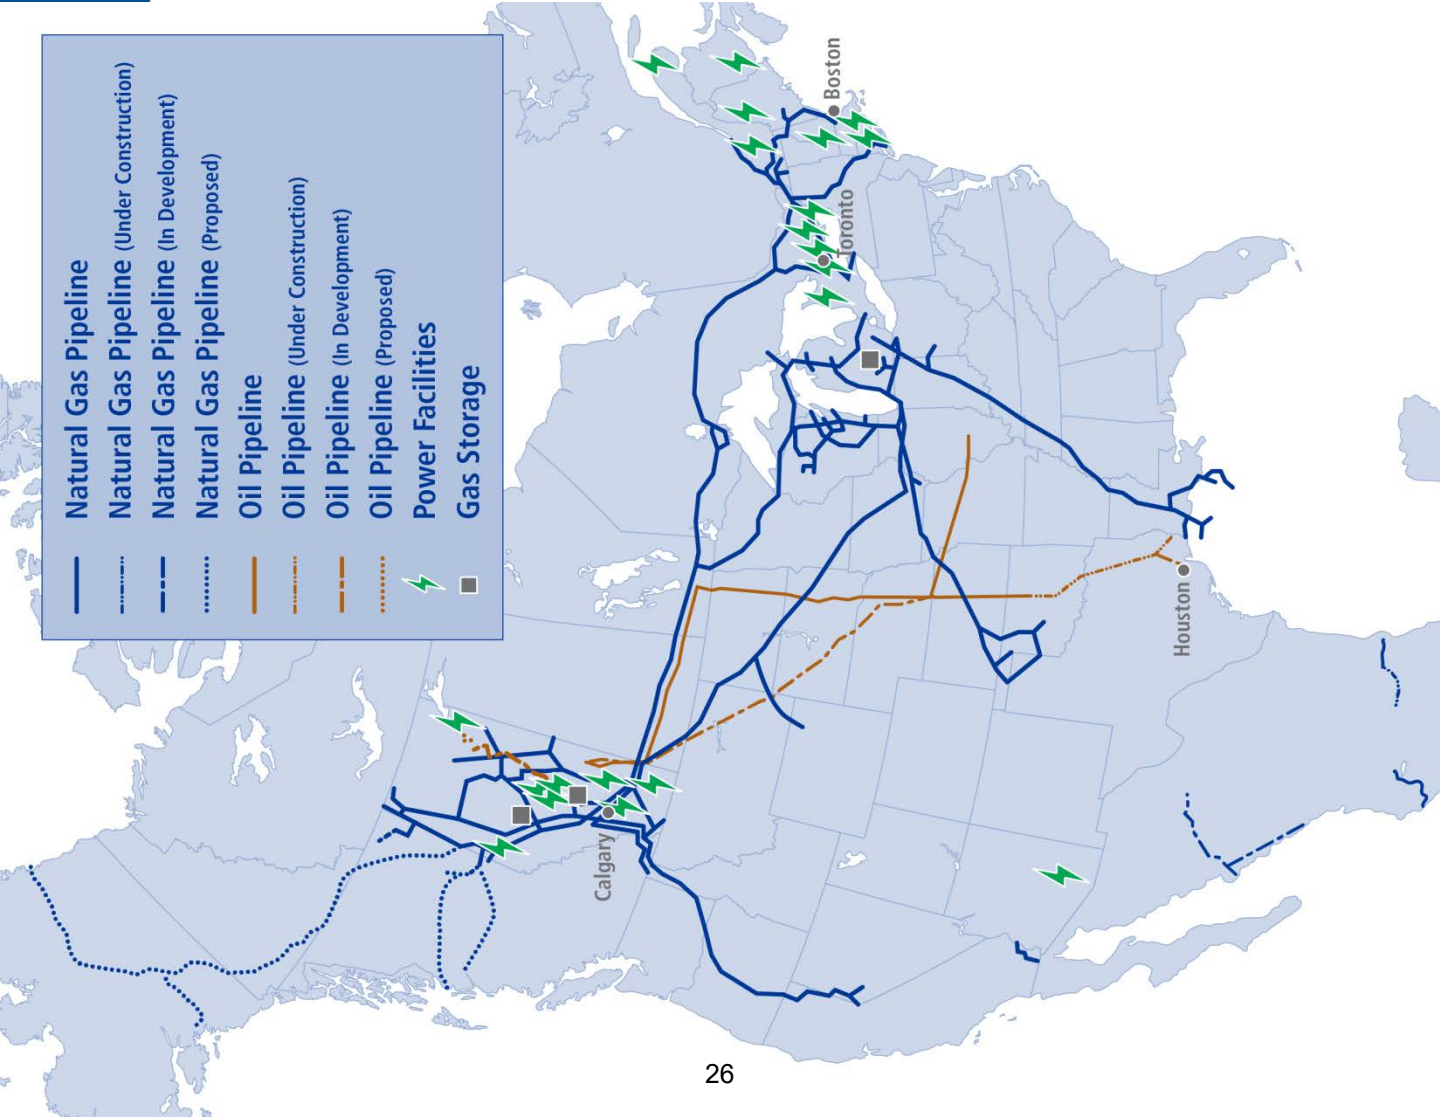 Natural Gas Pipeline
Natural Gas Pipeline (Under Construction)
Natural Gas Pipeline (In Development)
Natural Gas Pipeline (Proposed)
Oil Pipeline
Oil Pipeline (Under Construction)
Oil Pipeline (In Development)
Oil Pipeline (Proposed)
Power Facilities
Gas Storage
Calgary
Toronto
Boston
Houston
26